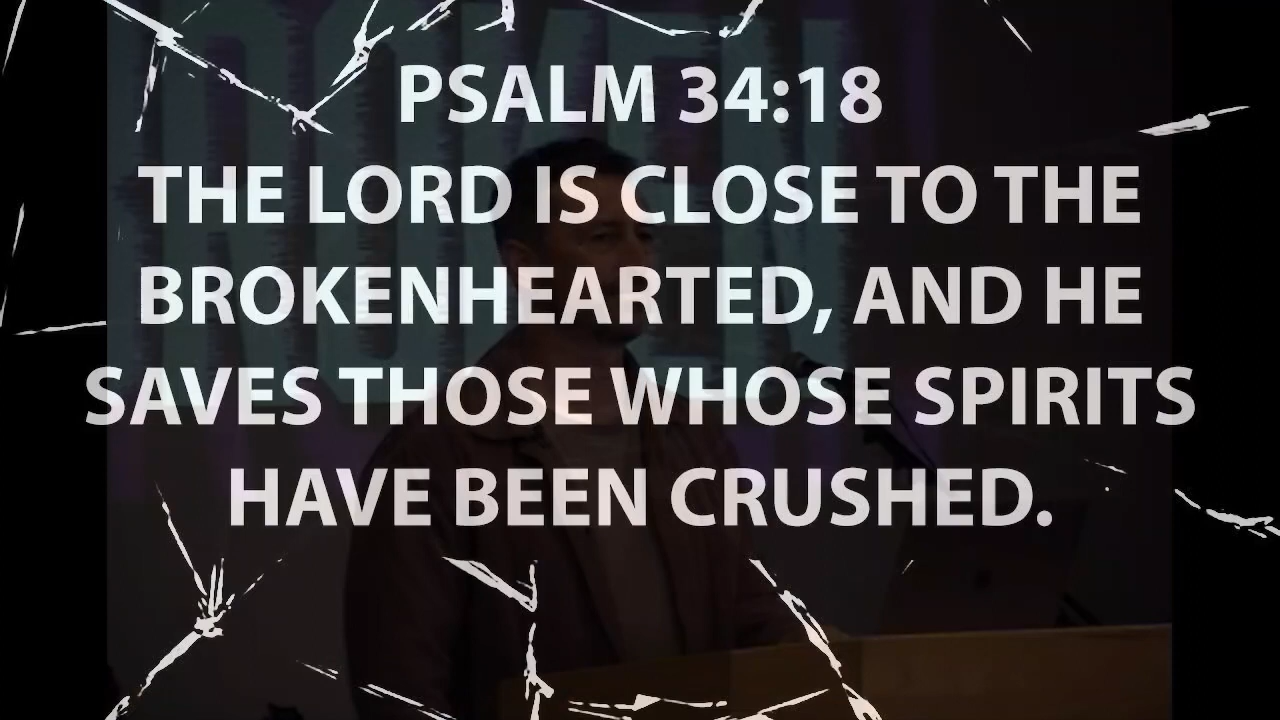 PSALM 34:18
THE LORD IS CLOSE TO THE
BROKENHEARTED, AND HE
SAVES THOSE WHOSE SPIRITS
HAVE BEEN CRUSHED.